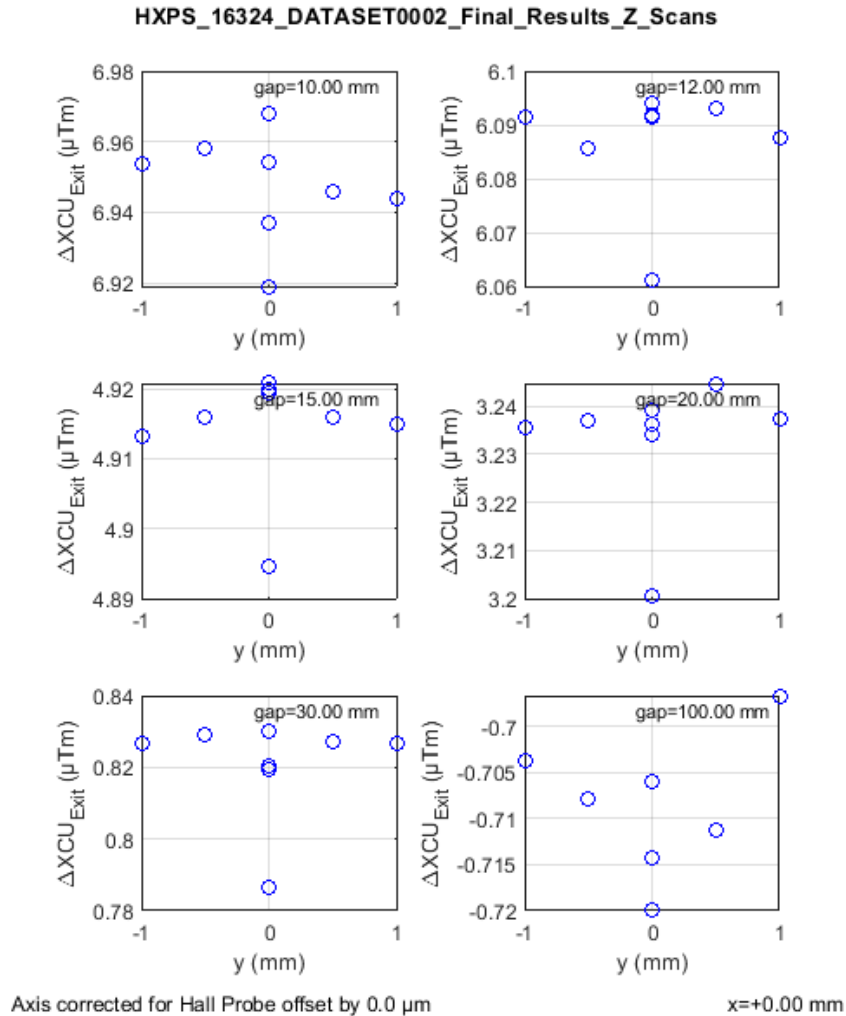 HXPS_16324_DATASET0002_Final_Results_Z_Scans
6.98
6.96
6.94
6.92
ΔXCU_Exit (µTm)
gap=10.00 mm
-1 0 1
y (mm)
6.1
6.09
6.08
6.07
6.06
ΔXCU_Exit (µTm)
gap=12.00 mm
-1 0 1
y (mm)
4.92
4.91
4.9
4.89
ΔXCU_Exit (µTm)
gap=15.00 mm
-1 0 1
y (mm)
3.24
3.23
3.22
3.21
3.2
ΔXCU_Exit (µTm)
gap=20.00 mm
-1 0 1
y (mm)
0.84
0.82
0.8
0.78
ΔXCU_Exit (µTm)
gap=30.00 mm
-1 0 1
y (mm)
-0.7
-0.705
-0.71
-0.715
-0.72
ΔXCU_Exit (µTm)
gap=100.00 mm
-1 0 1
y (mm)
Axis corrected for Hall Probe offset by 0.0 µm
x=+0.00 mm